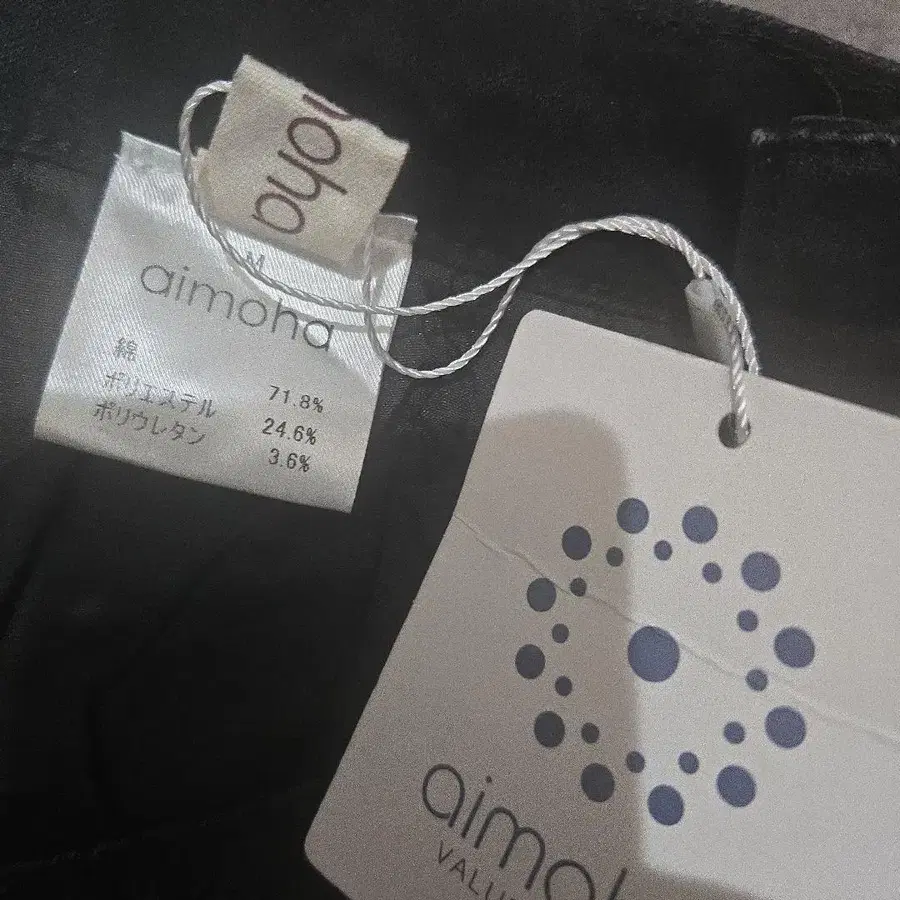 oha
M
aimoha
綿 71.8%
ポリエステル 24.6%
ポリウレタン 3.6%
aimoh
VALU